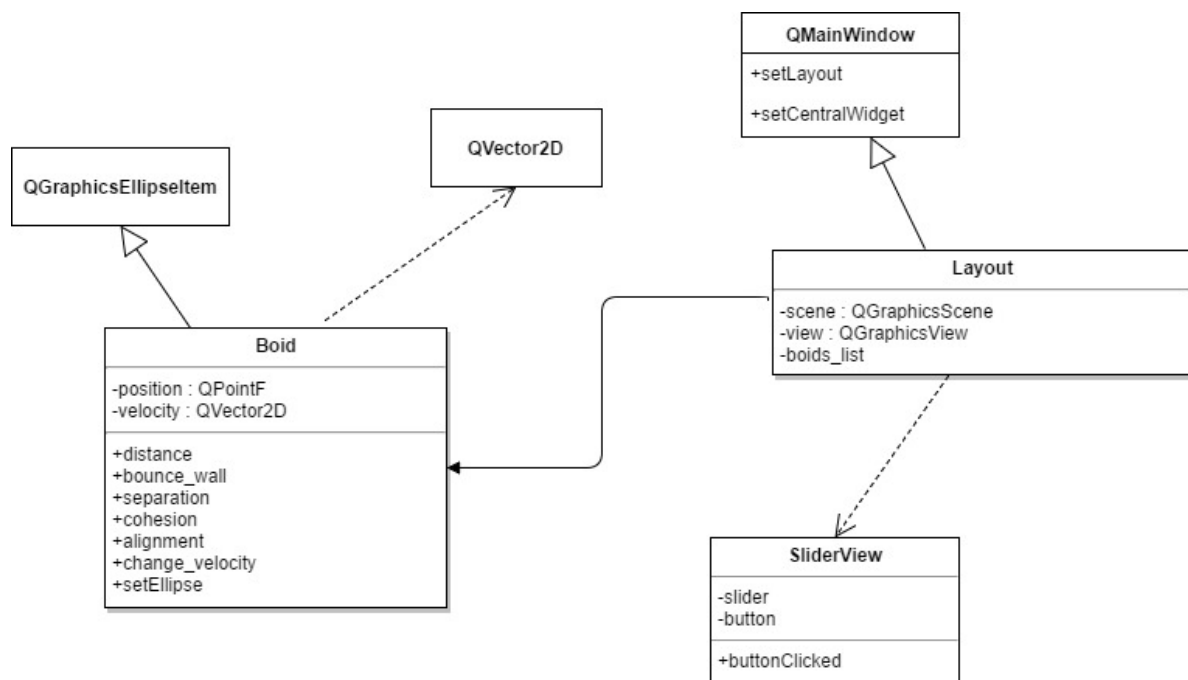 QMainWindow
+setLayout
+setCentralWidget
QVector2D
QGraphicsEllipseItem
Layout
-scene : QGraphicsScene
-view : QGraphicsView
-boids_list
Boid
-position : QPointF
-velocity : QVector2D
+distance
+bounce_wall
+separation
+cohesion
+alignment
+change_velocity
+setEllipse
SliderView
-slider
-button
+buttonClicked